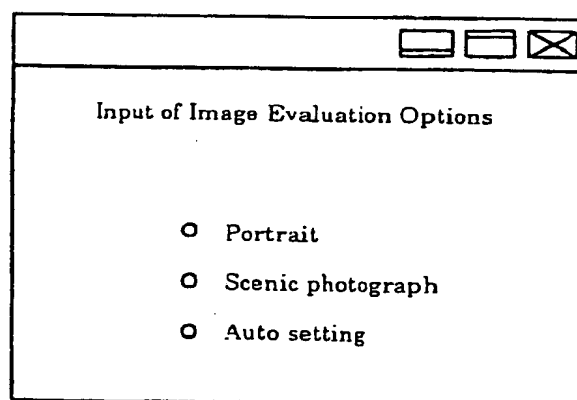 Input of Image Evaluation Options
Portrait
Scenic photograph
Auto setting